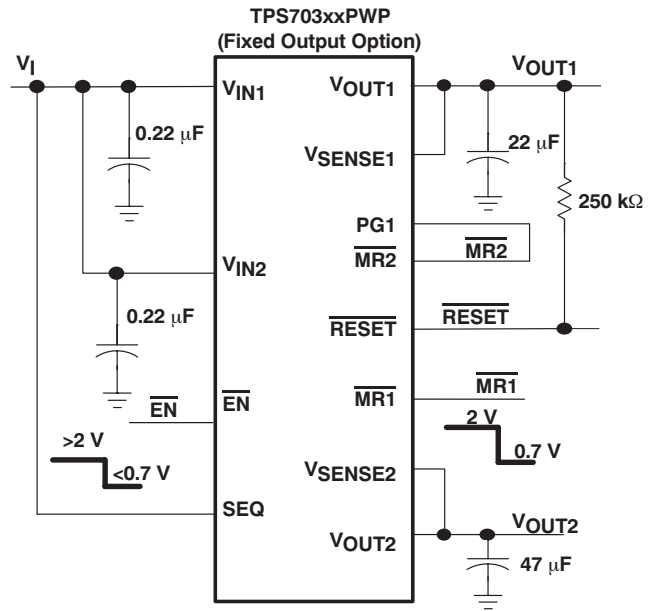 TPS703xxPWP
(Fixed Output Option)
VI
VIN1
VOUT1
VOUT1
0.22 μF
VSENSE1
22 μF
250 kΩ
PG1
MR2
MR2
VIN2
0.22 μF
RESET
RESET
EN
EN
MR1
MR1
>2 V
<0.7 V
2 V
0.7 V
VSENSE2
SEQ
VOUT2
VOUT2
47 μF